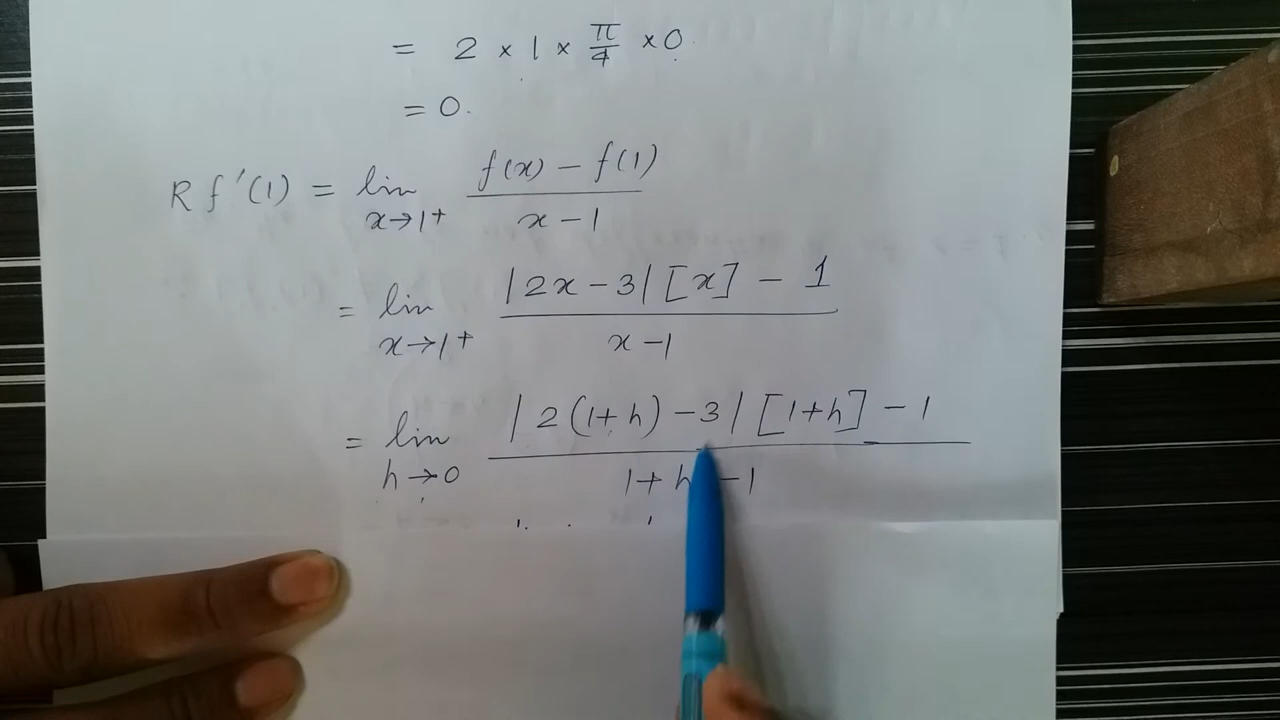 = 2 × 1 × π/4 × 0
= 0.
R f'(1) = lim x→1+ f(x) − f(1) / x − 1
= lim x→1+ |2x − 3| [x] − 1 / x − 1
= lim h→0 |2(1+h) − 3| [1+h] − 1 / 1+h −1